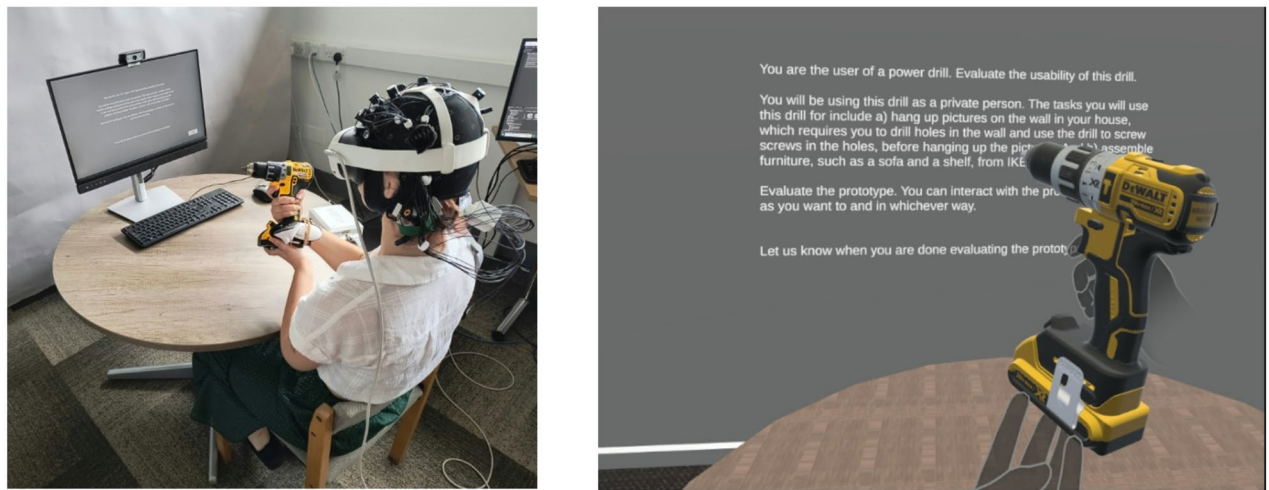 You are the user of a power drill. Evaluate the usability of this drill.
You will be using this drill as a private person. The tasks you will use
this drill for include a) hang up pictures on the wall in your house,
which requires you to drill holes in the wall and use the drill to screw
screws in the holes, before hanging up the b) assemble
furniture, such as a sofa and a shelf, from
Evaluate the prototype. You can interact with the
as you want to and in whichever way.
Let us know when you are done evaluating the
DEWALT